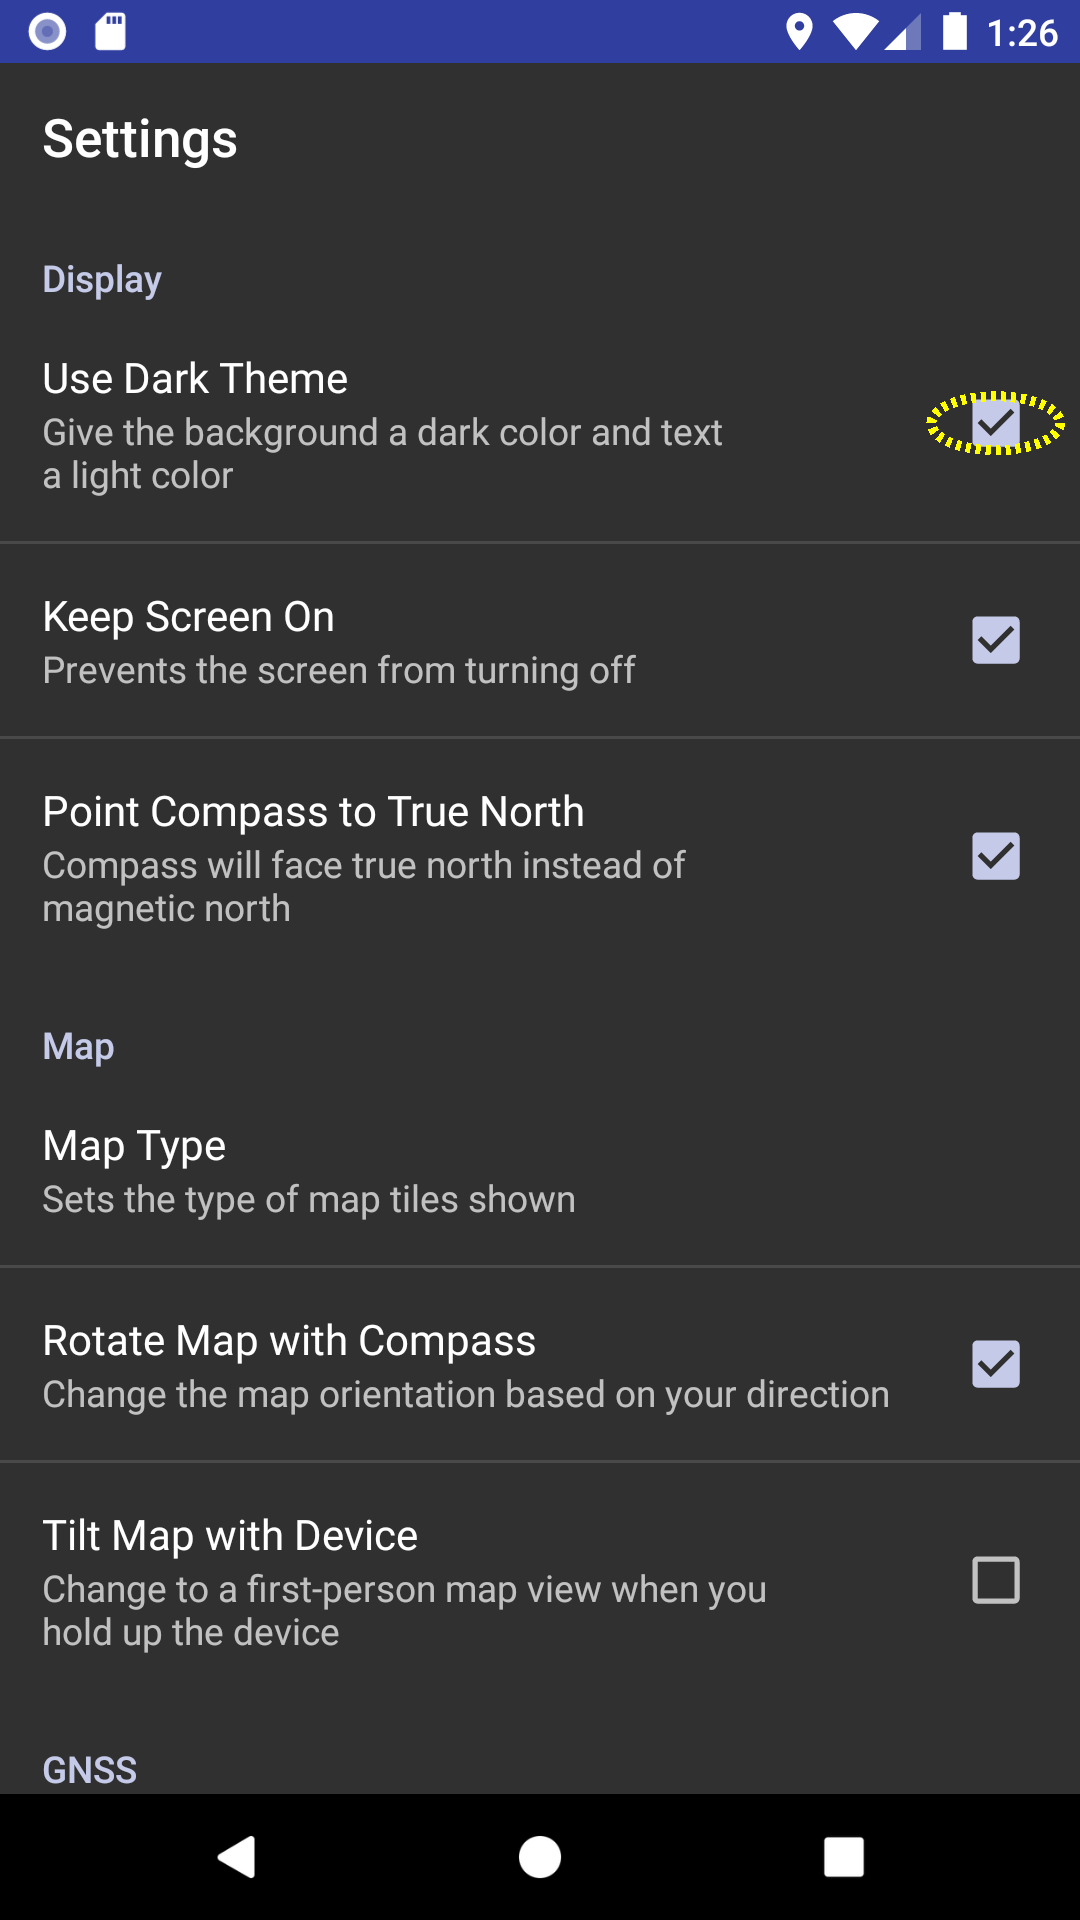 1:26
Settings
Display
Use Dark Theme
Give the background a dark color and text
a light color
Keep Screen On
Prevents the screen from turning off
Point Compass to True North
Compass will face true north instead of
magnetic north
Map
Map Type
Sets the type of map tiles shown
Rotate Map with Compass
Change the map orientation based on your direction
Tilt Map with Device
Change to a first-person map view when you
hold up the device
GNSS